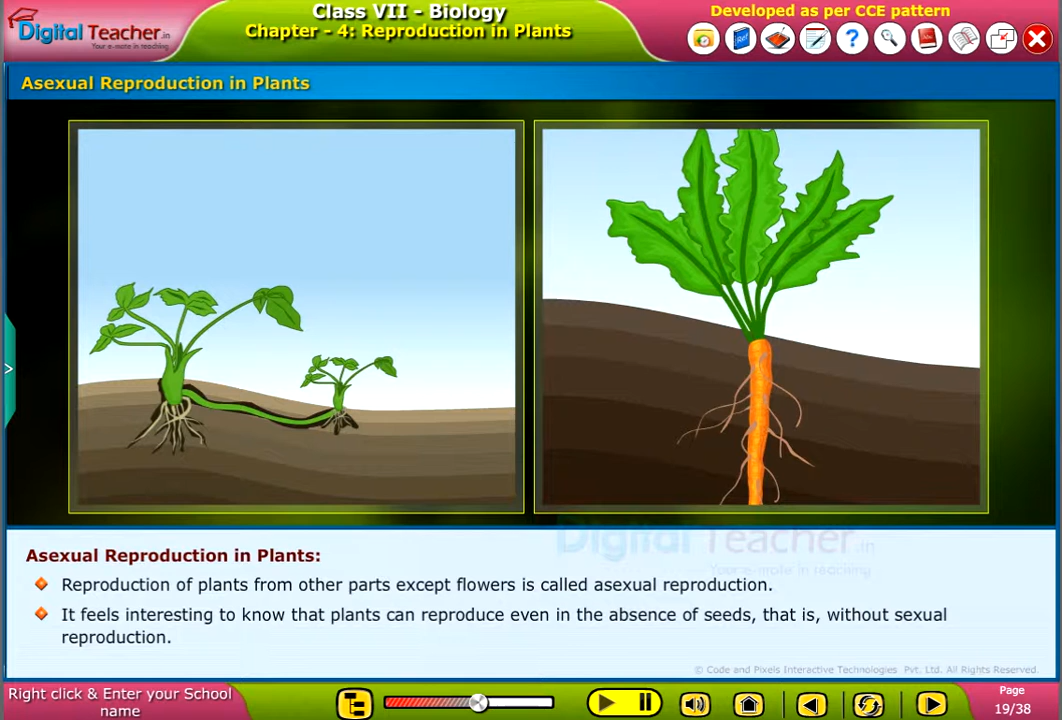 Digital Teacher.in
Your e-mate in teaching
Class VII - Biology
Chapter - 4: Reproduction in Plants
Developed as per CCE pattern
Ref
?
Asexual Reproduction in Plants
>
Digital Teacher.in
Your e-mate in teaching
Asexual Reproduction in Plants:
Reproduction of plants from other parts except flowers is called asexual reproduction.
It feels interesting to know that plants can reproduce even in the absence of seeds, that is, without sexual
reproduction.
© Code and Pixels Interactive Technologies Pvt. Ltd. All Rights Reserved.
Right click & Enter your School
name
Page
19/38